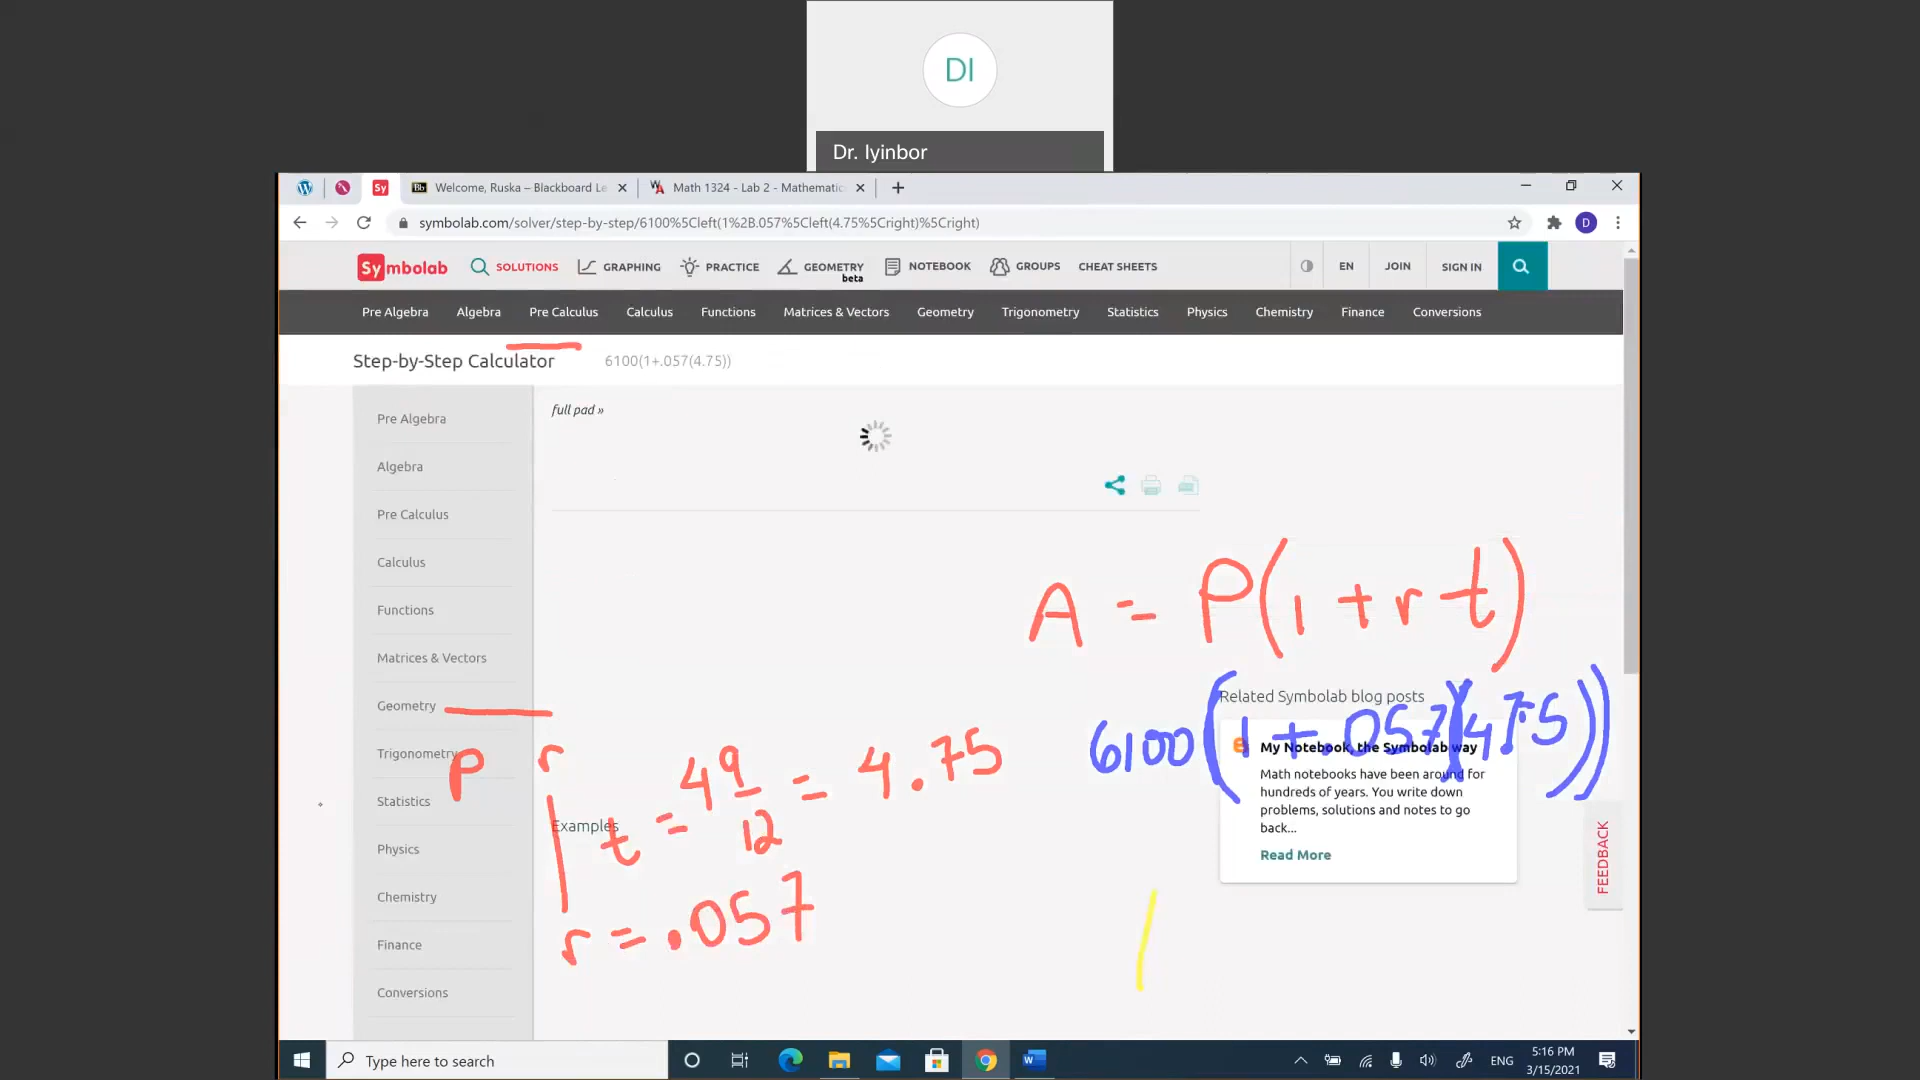 DI
Dr. Iyinbor
Welcome, Ruska – Blackboard Le
Math 1324 - Lab 2 - Mathematic
symbolab.com/solver/step-by-step/6100%5Cleft(1%2B.057%5Cleft(4.75%5Cright)%5Cright)
D
Symbolab SOLUTIONS GRAPHING PRACTICE GEOMETRY beta NOTEBOOK GROUPS CHEAT SHEETS EN JOIN SIGN IN
Pre Algebra Algebra Pre Calculus Calculus Functions Matrices & Vectors Geometry Trigonometry Statistics Physics Chemistry Finance Conversions
Step-by-Step Calculator 6100(1+.057(4.75))
full pad »
Pre Algebra
Algebra
Pre Calculus
Calculus
Functions
Matrices & Vectors
Geometry
Trigonometry
Statistics
Physics
Chemistry
Finance
Conversions
A = P(1 + rt)
6100(1+.057)(4.75))
P r
t = 4 9/12 = 4.75
r = .057
Examples
Related Symbolab blog posts
My Notebook, the Symbolab way
Math notebooks have been around for
hundreds of years. You write down
problems, solutions and notes to go
back...
Read More
FEEDBACK
Type here to search
ENG
5:16 PM
3/15/2021